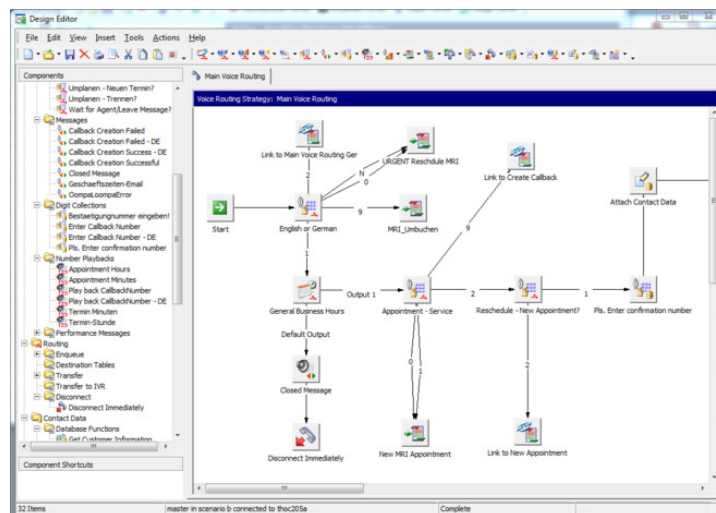 Design Editor
File Edit View Insert Tools Actions Help
Components
Main Voice Routing
Umplanen - Neuen Termin?
Umplanen - Trennen?
Wait for Agent/Leave Message?
Messages
Callback Creation Failed
Callback Creation Failed - DE
Callback Creation Success - DE
Callback Creation Successful
Closed Message
Geschaeftszeiten-Email
OompaLoompaError
Digit Collections
Bestaetigungnummer eingeben!
Enter Callback Number
Enter Callback Number - DE
Pls. Enter confirmation number
Number Playbacks
Appointment Hours
Appointment Minutes
Play back CallbackNumber
Play back CallbackNumber - DE
Termin Minuten
Termin-Stunde
Performance Messages
Routing
Enqueue
Destination Tables
Transfer
Transfer to IVR
Disconnect
Disconnect Immediately
Contact Data
Database Functions
Get Customer Information
Component Shortcuts
Voice Routing Strategy: Main Voice Routing
Link to Main Voice Routing Ger
URGENT Reschdule MRI
Link to Create Callback
Attach Contact Data
2
N
0
Start
English or German
9
MRI_Umbuchen
9
1
General Business Hours
Output 1
Appointment - Service
2
Reschedule - New Appointment?
1
Pls. Enter confirmation number
Default Output
Closed Message
0
1
2
Disconnect Immediately
New MRI Appointment
Link to New Appointment
32 Items
master in scenario b connected to thoc205a
Complete